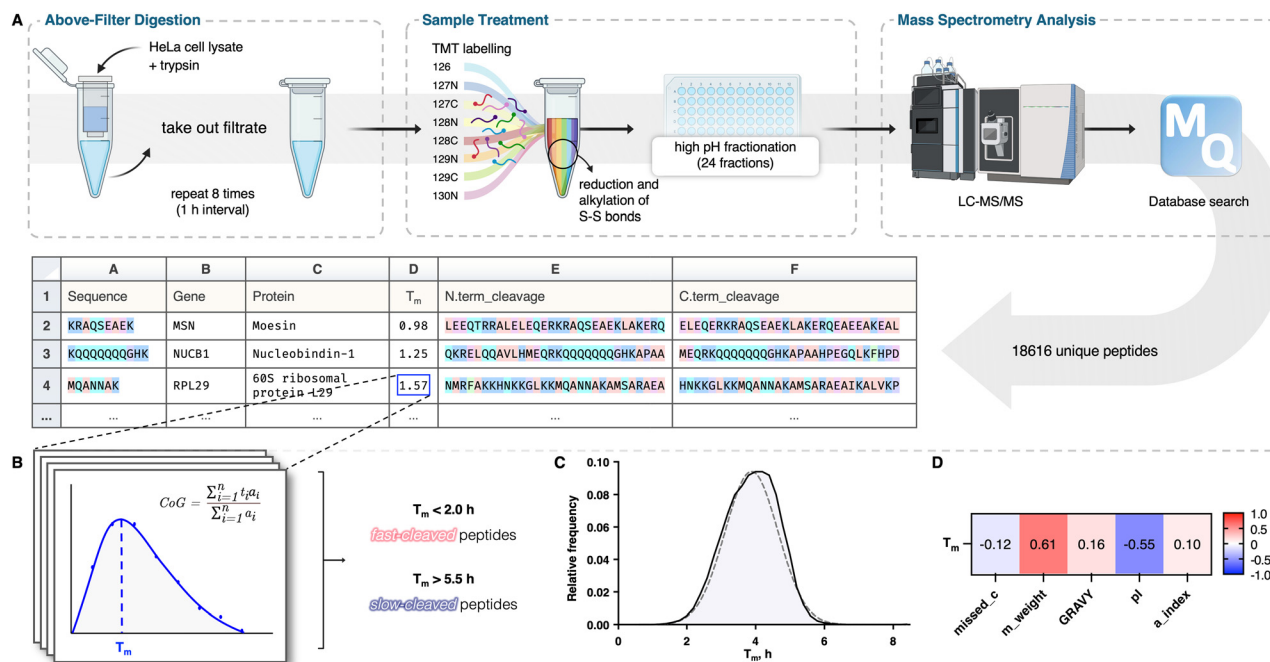 A
Above-Filter Digestion
HeLa cell lysate
+ trypsin
take out filtrate
repeat 8 times
(1 h interval)
Sample Treatment
TMT labelling
126
127N
127C
128N
128C
129N
129C
130N
reduction and
alkylation of
S-S bonds
high pH fractionation
(24 fractions)
Mass Spectrometry Analysis
LC-MS/MS
MQ
Database search
18616 unique peptides
A B C D E F
1 Sequence Gene Protein Tm N.term_cleavage C.term_cleavage
2 KRAQSEAEK MSN Moesin 0.98 LEEQTRRALELEQERKRAQSEAEKLAKERQ ELEQERKRAQSEAEKLAKERQEAEEAKEAL
3 KQQQQQQQGHK NUCB1 Nucleobindin-1 1.25 QKRELQQAVLHMEQRKQQQQQQQGHKAPAA MEQRKQQQQQQQGHKAPAAHPEGQLKFHPD
4 MQANNAK RPL29 60S ribosomal
protein L29 1.57 NMRFAKKHNKKGLKKMQANNAKAMSARAEA HNKKGLKKMQANNAKAMSARAEAIKALVKP
... ... ... ... ... ... ...
B
CoG = ∑ⁿi=1 tiai / ∑ⁿi=1 ai
Tm
Tm < 2.0 h
fast-cleaved peptides
Tm > 5.5 h
slow-cleaved peptides
C
Relative frequency
0.10
0.08
0.06
0.04
0.02
0.00
0 2 4 6 8
Tm, h
D
Tm
-0.12 0.61 0.16 -0.55 0.10
missed_c m_weight GRAVY pI a_index
1.0
0.5
0
-0.5
-1.0